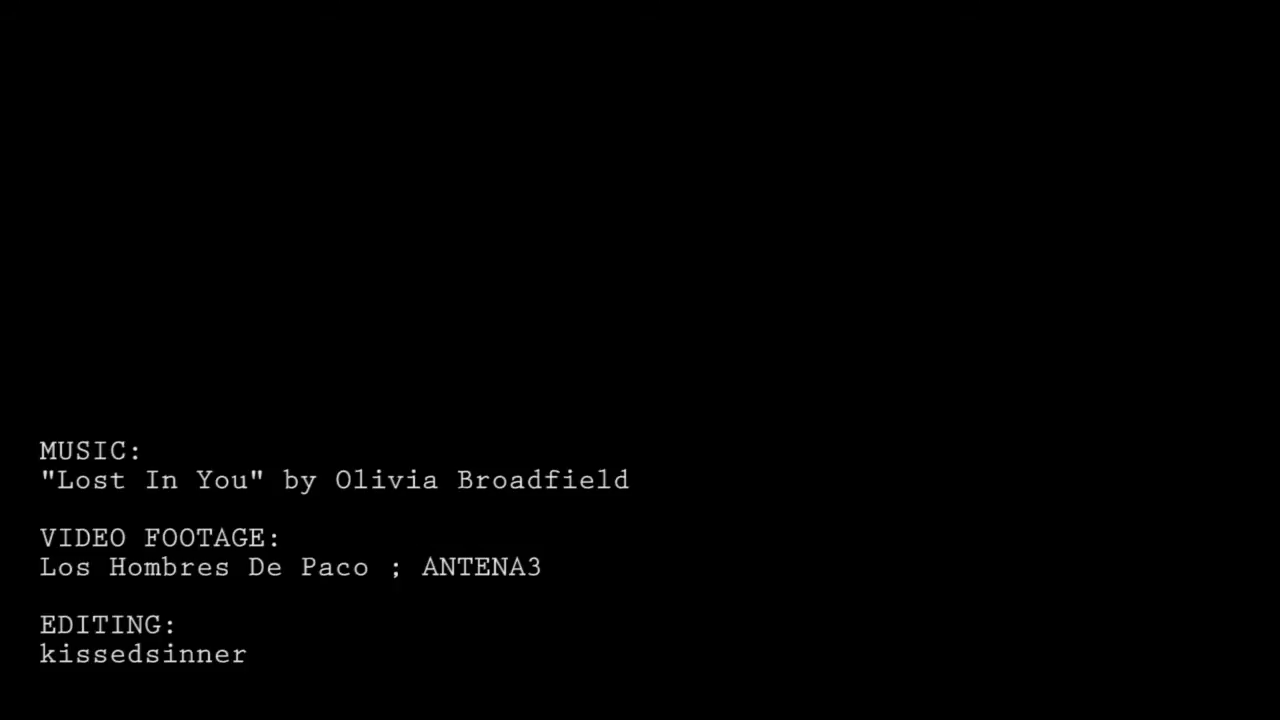 MUSIC:
"Lost In You" by Olivia Broadfield
VIDEO FOOTAGE:
Los Hombres De Paco ; ANTENA3
EDITING:
kissedsinner